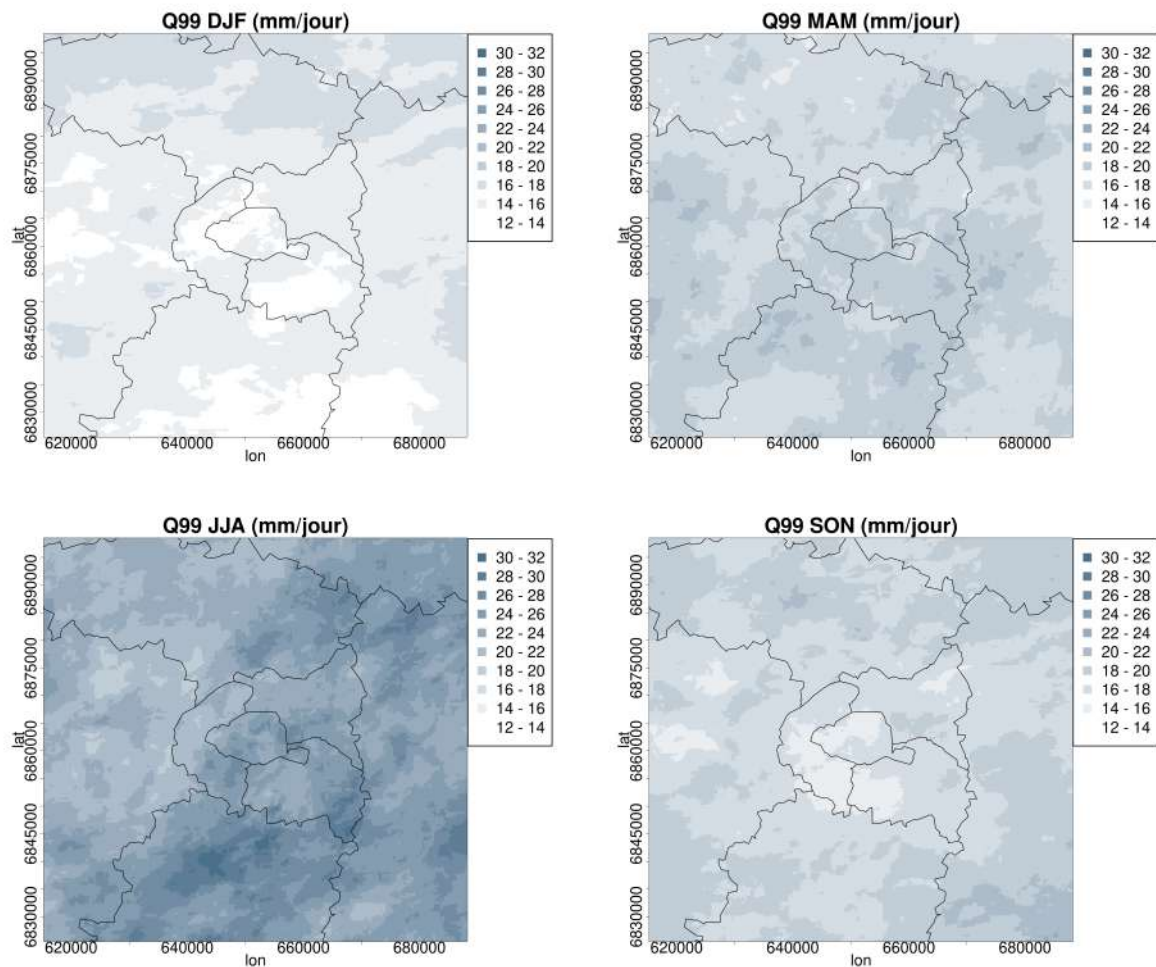 Q99 DJF (mm/jour)
30 - 32
28 - 30
26 - 28
24 - 26
22 - 24
20 - 22
18 - 20
16 - 18
14 - 16
12 - 14
lat
6830000 6845000 6860000 6875000 6890000
620000 640000 660000 680000
lon
Q99 MAM (mm/jour)
30 - 32
28 - 30
26 - 28
24 - 26
22 - 24
20 - 22
18 - 20
16 - 18
14 - 16
12 - 14
lat
6830000 6845000 6860000 6875000 6890000
620000 640000 660000 680000
lon
Q99 JJA (mm/jour)
30 - 32
28 - 30
26 - 28
24 - 26
22 - 24
20 - 22
18 - 20
16 - 18
14 - 16
12 - 14
lat
6830000 6845000 6860000 6875000 6890000
620000 640000 660000 680000
lon
Q99 SON (mm/jour)
30 - 32
28 - 30
26 - 28
24 - 26
22 - 24
20 - 22
18 - 20
16 - 18
14 - 16
12 - 14
lat
6830000 6845000 6860000 6875000 6890000
620000 640000 660000 680000
lon